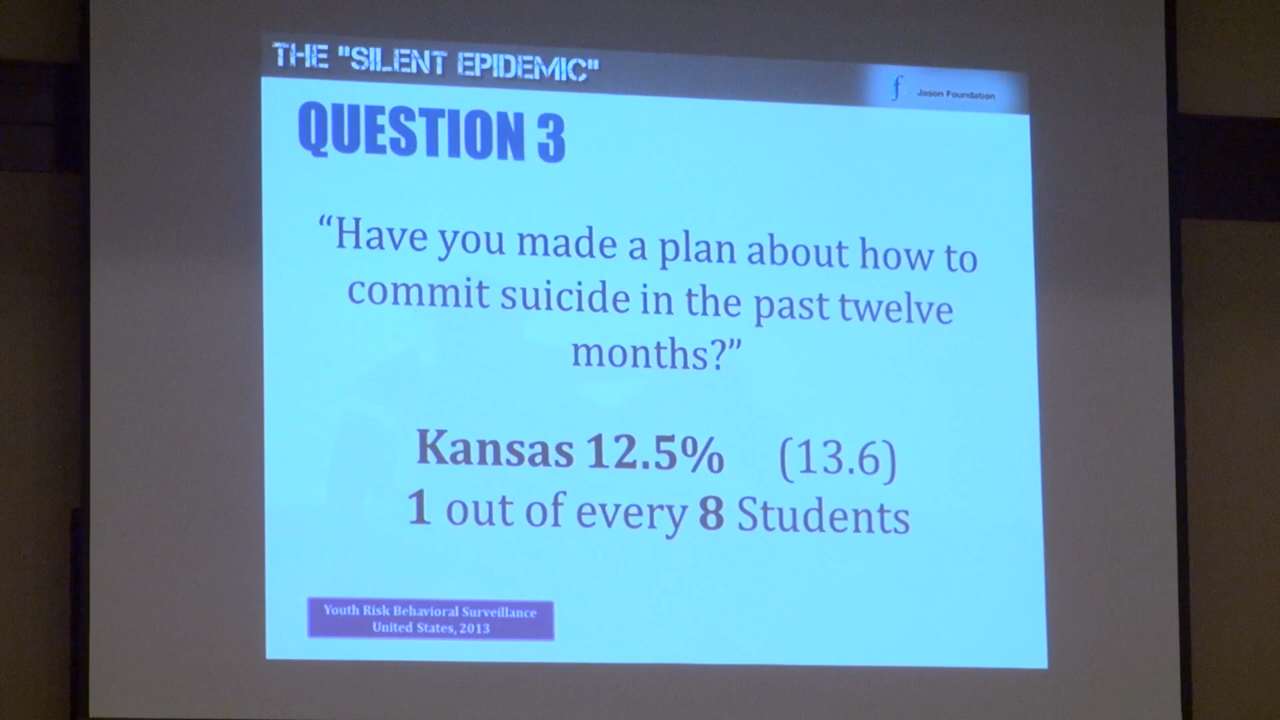 THE "SILENT EPIDEMIC"
f Jason Foundation
QUESTION 3
“Have you made a plan about how to
commit suicide in the past twelve
months?”
Kansas 12.5% (13.6)
1 out of every 8 Students
Youth Risk Behavioral Surveillance
United States, 2013